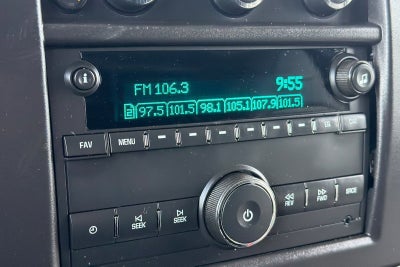 FM 106.3 9:55
2 97.5 101.5 98.1 105.1 107.9 101.5
FAV MENU
SEEK SEEK REV FWD